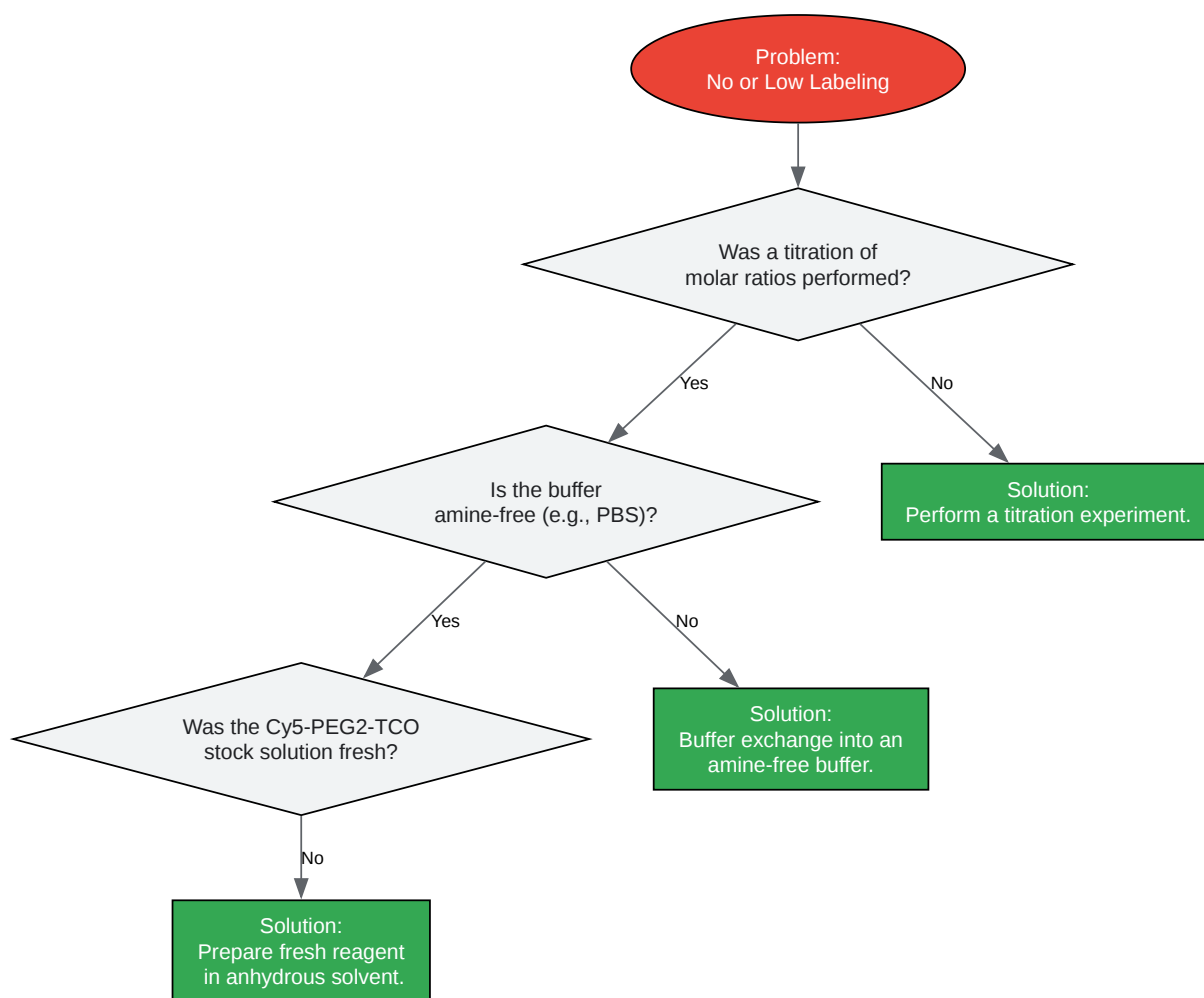 Problem:
No or Low Labeling
Was a titration of
molar ratios performed?
Yes
No
Is the buffer
amine-free (e.g., PBS)?
Solution:
Perform a titration experiment.
Yes
No
Was the Cy5-PEG2-TCO
stock solution fresh?
Solution:
Buffer exchange into an
amine-free buffer.
No
Solution:
Prepare fresh reagent
in anhydrous solvent.